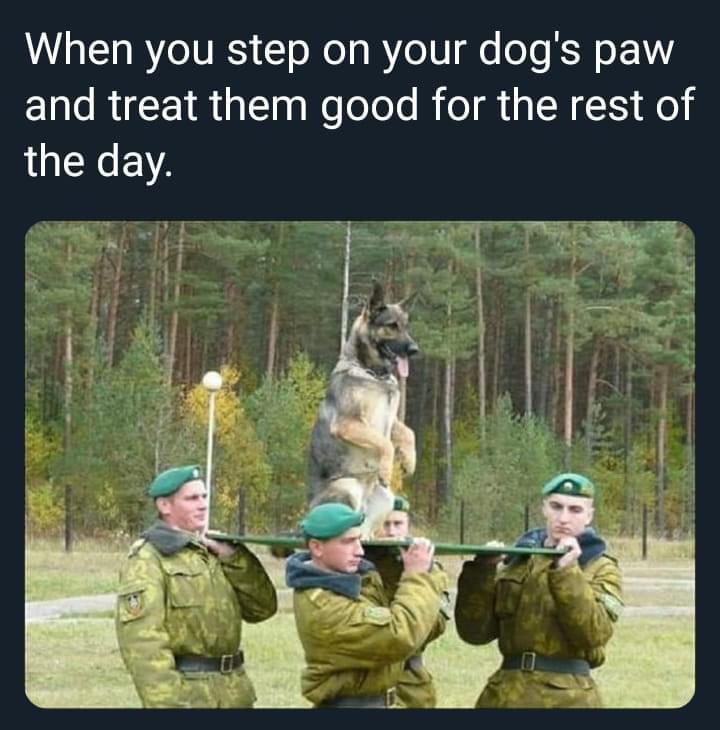 When you step on your dog's paw
and treat them good for the rest of
the day.